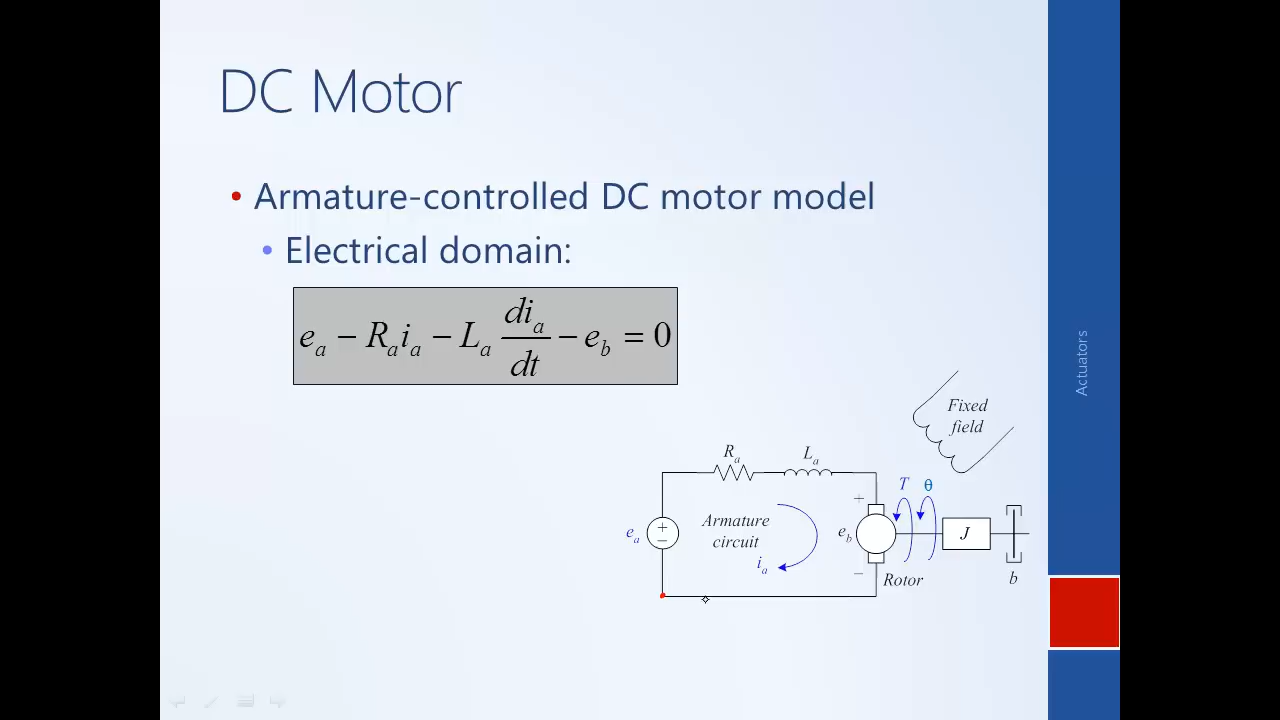 DC Motor
• Armature-controlled DC motor model
• Electrical domain:
e_a − R_a i_a − L_a di_a/dt − e_b = 0
Actuators
Fixed
field
R_a
L_a
T
θ
+
e_a
+
−
Armature
circuit
i_a
e_b
J
−
Rotor
b